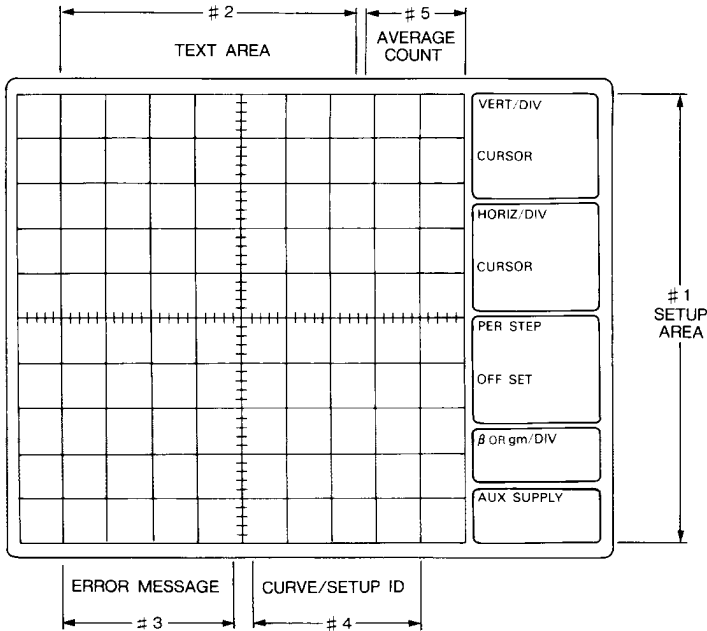 #2
#5
TEXT AREA
AVERAGE
COUNT
VERT/DIV
CURSOR
HORIZ/DIV
CURSOR
#1
SETUP
AREA
PER STEP
OFF SET
β OR gm/DIV
AUX SUPPLY
ERROR MESSAGE
CURVE/SETUP ID
#3
#4